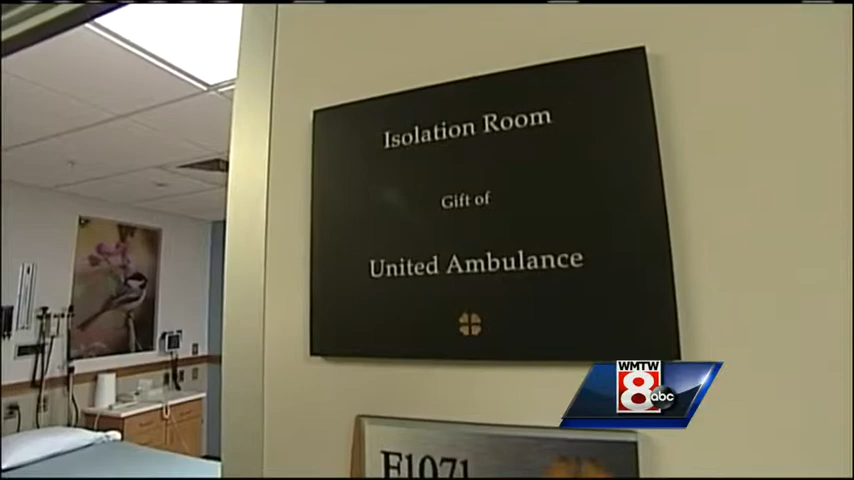 Isolation Room
Gift of
United Ambulance
WMTW
8
abc
E1071